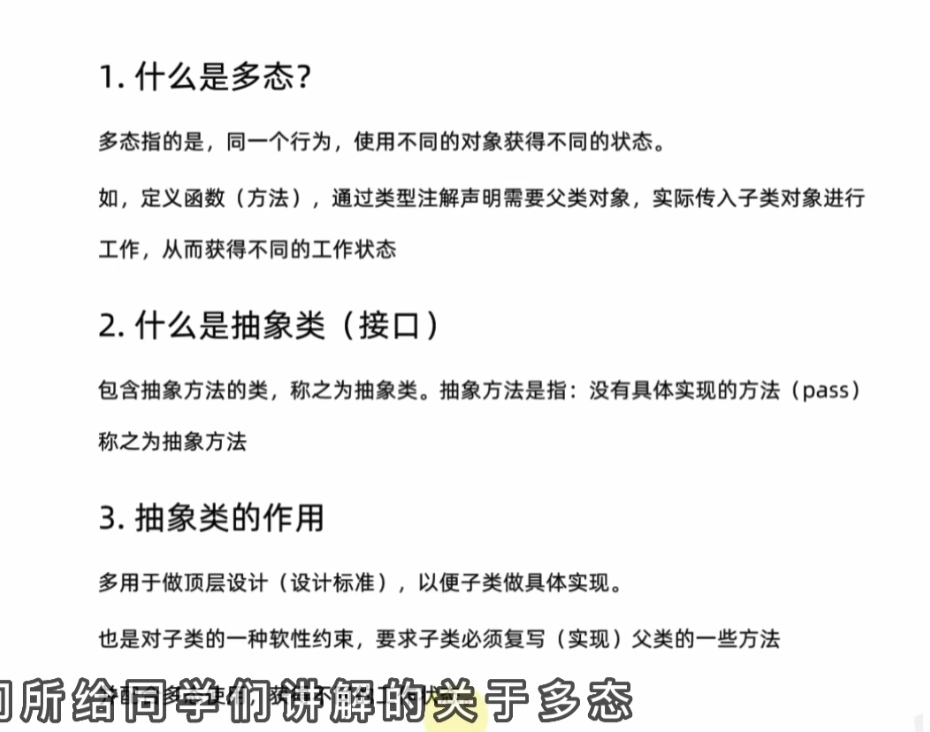 1. 什么是多态？
多态指的是，同一个行为，使用不同的对象获得不同的状态。
如，定义函数（方法），通过类型注解声明需要父类对象，实际传入子类对象进行
工作，从而获得不同的工作状态
2. 什么是抽象类（接口）
包含抽象方法的类，称之为抽象类。抽象方法是指：没有具体实现的方法（pass）
称之为抽象方法
3. 抽象类的作用
多用于做顶层设计（设计标准），以便子类做具体实现。
也是对子类的一种软性约束，要求子类必须复写（实现）父类的一些方法
所给同学们讲解的关于多态